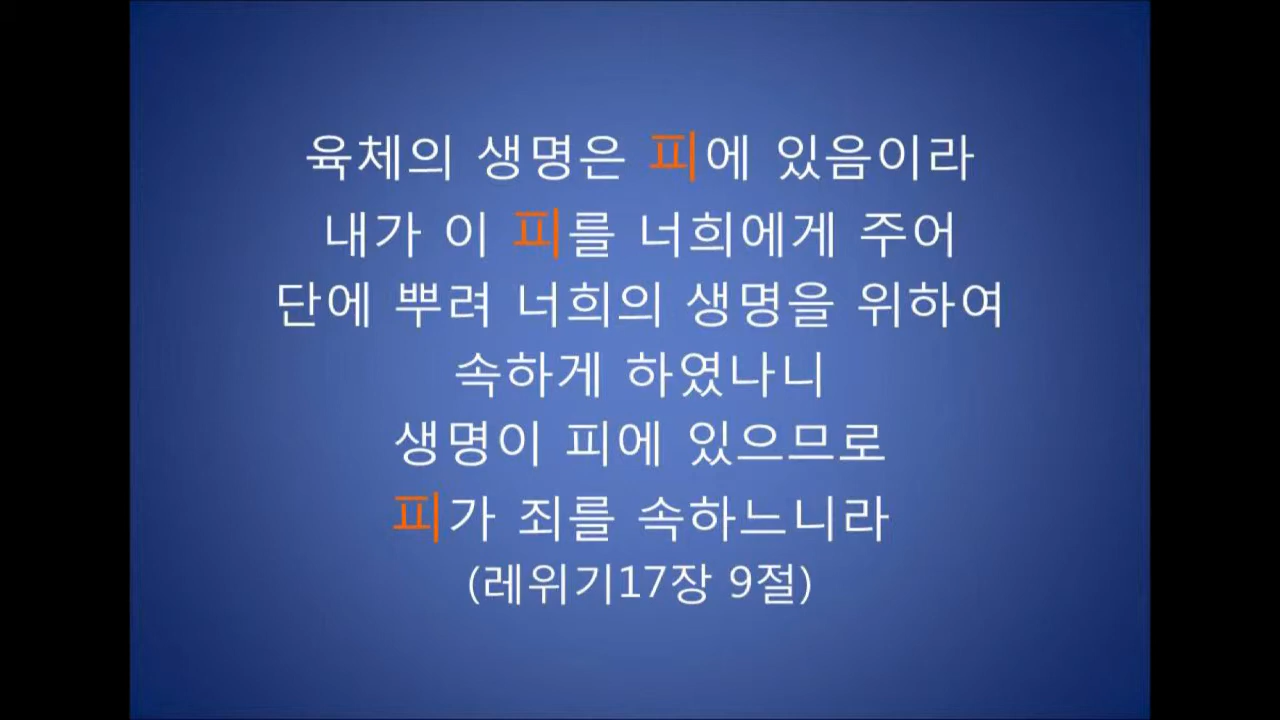 육체의 생명은 피에 있음이라
내가 이 피를 너희에게 주어
단에 뿌려 너희의 생명을 위하여
속하게 하였나니
생명이 피에 있으므로
피가 죄를 속하느니라
(레위기17장 9절)